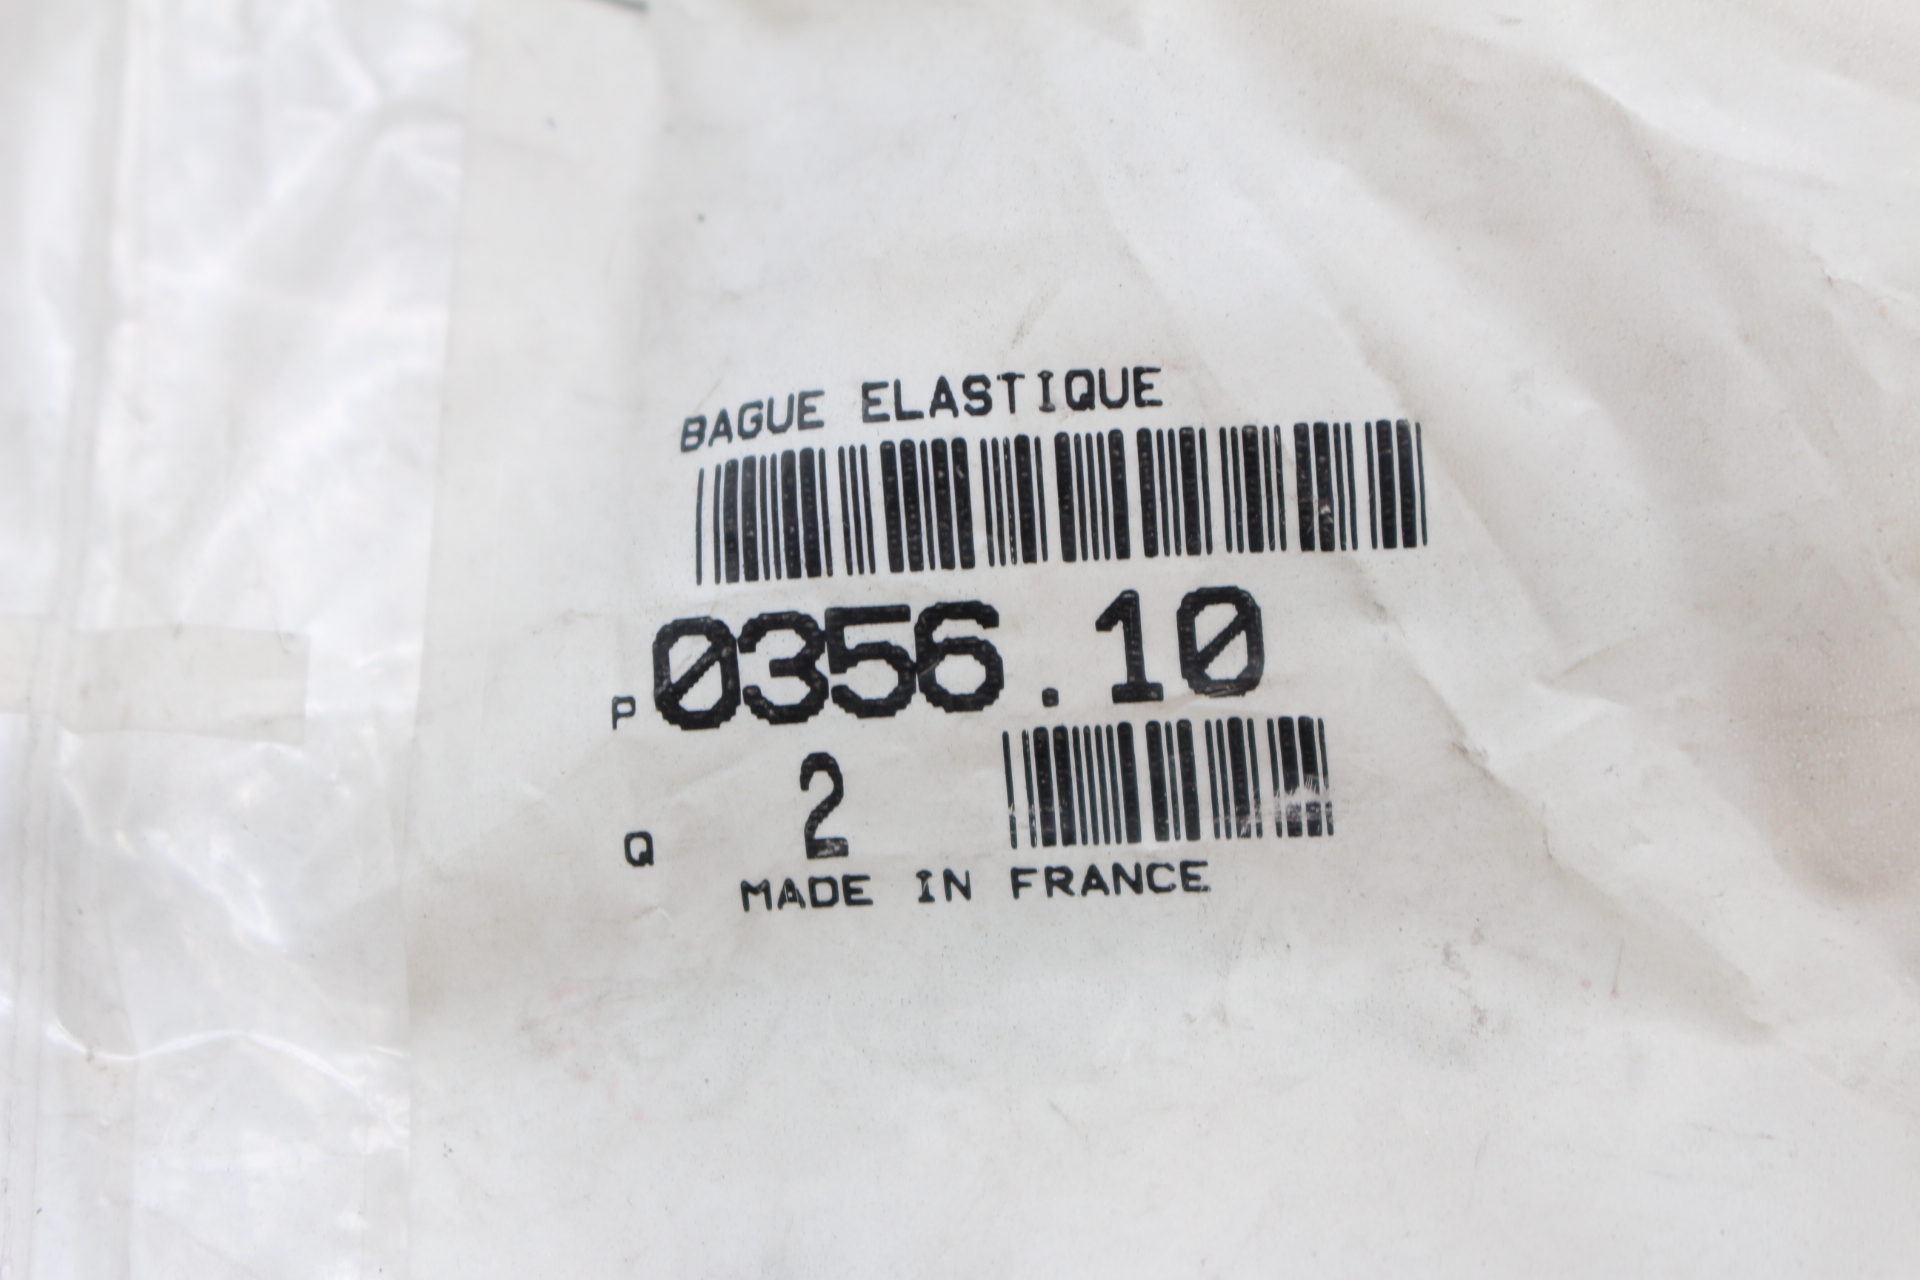 BAGUE ELASTIQUE
P 0356.10
Q 2
MADE IN FRANCE